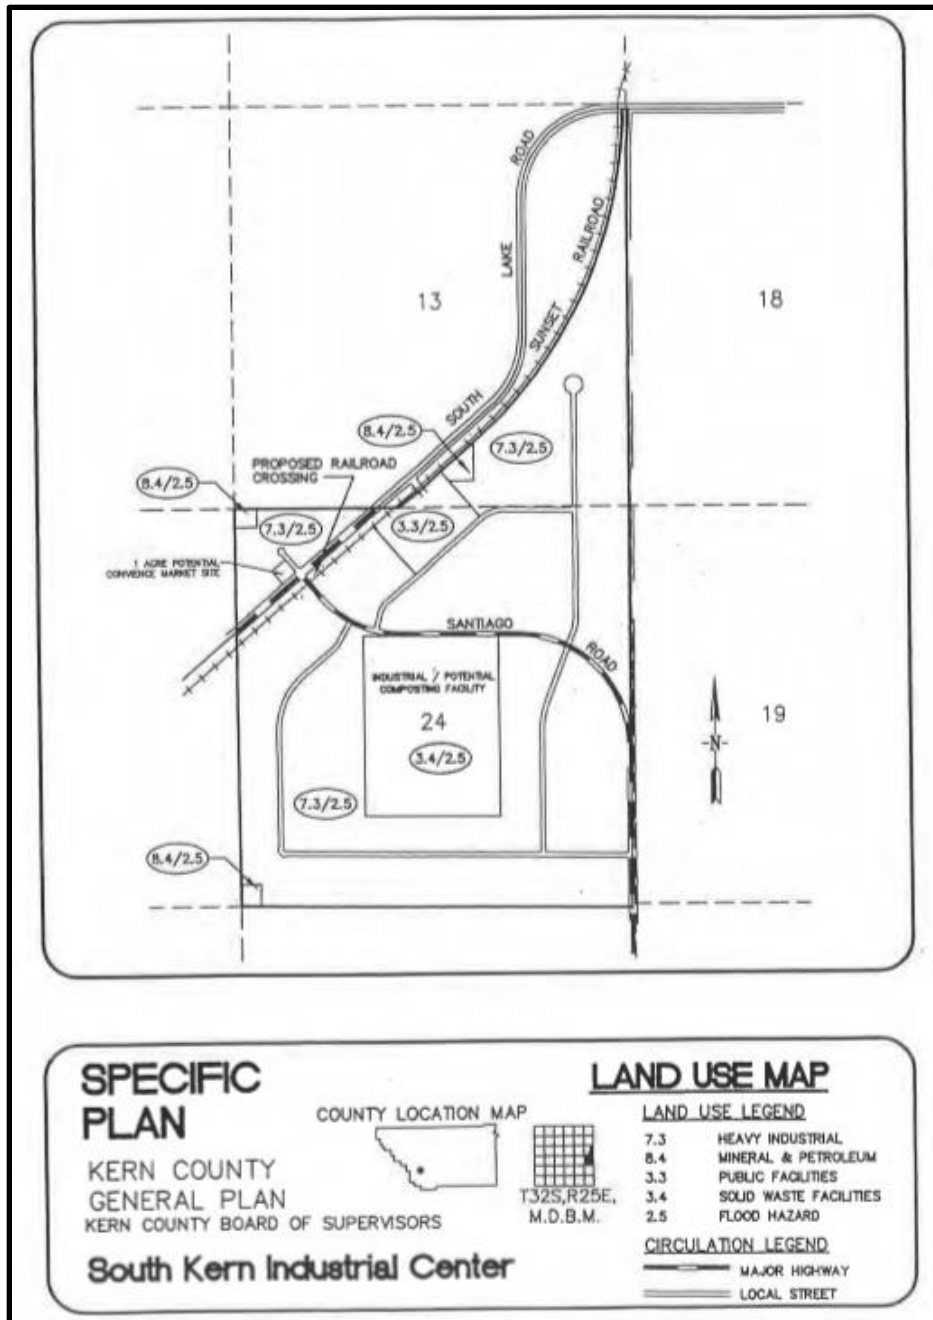 ROAD
LAKE
RAILROAD
13
18
SUNSET
SOUTH
8.4/2.5
7.3/2.5
PROPOSED RAILROAD
CROSSING
8.4/2.5
7.3/2.5
3.3/2.5
1 ACRE POTENTIAL
CONVENCE MARKET SITE
SANTIAGO
ROAD
INDUSTRIAL / POTENTIAL
COMPOSTING FACILITY
24
19
3.4/2.5
-N-
7.3/2.5
8.4/2.5
SPECIFIC
PLAN
KERN COUNTY
GENERAL PLAN
KERN COUNTY BOARD OF SUPERVISORS
South Kern Industrial Center
COUNTY LOCATION MAP
T32S,R25E,
M.D.B.M.
LAND USE MAP
LAND USE LEGEND
7.3 HEAVY INDUSTRIAL
8.4 MINERAL & PETROLEUM
3.3 PUBLIC FACILITIES
3.4 SOLID WASTE FACILITIES
2.5 FLOOD HAZARD
CIRCULATION LEGEND
MAJOR HIGHWAY
LOCAL STREET